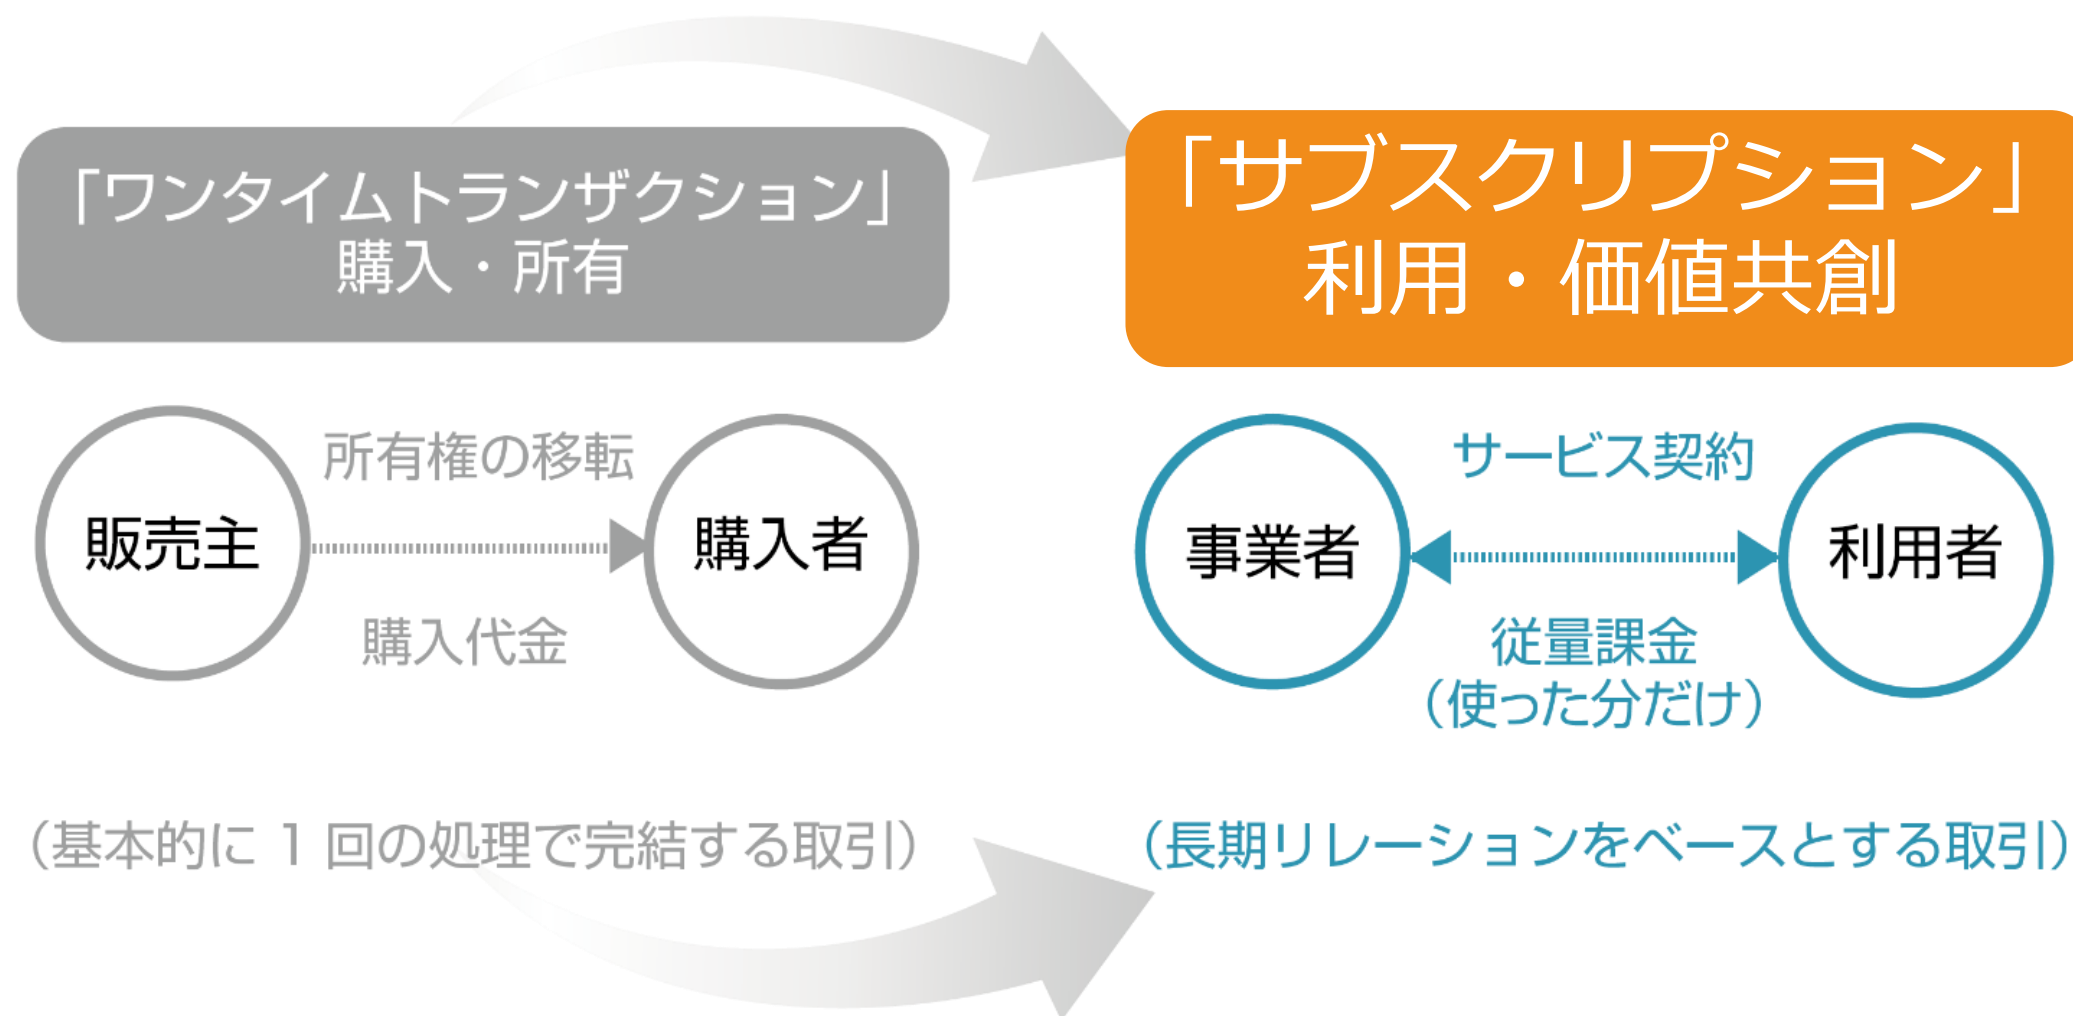 「ワンタイムトランザクション」
購入・所有
販売主
所有権の移転
購入代金
購入者
（基本的に 1 回の処理で完結する取引）
「サブスクリプション」
利用・価値共創
事業者
サービス契約
従量課金
（使った分だけ）
利用者
（長期リレーションをベースとする取引）